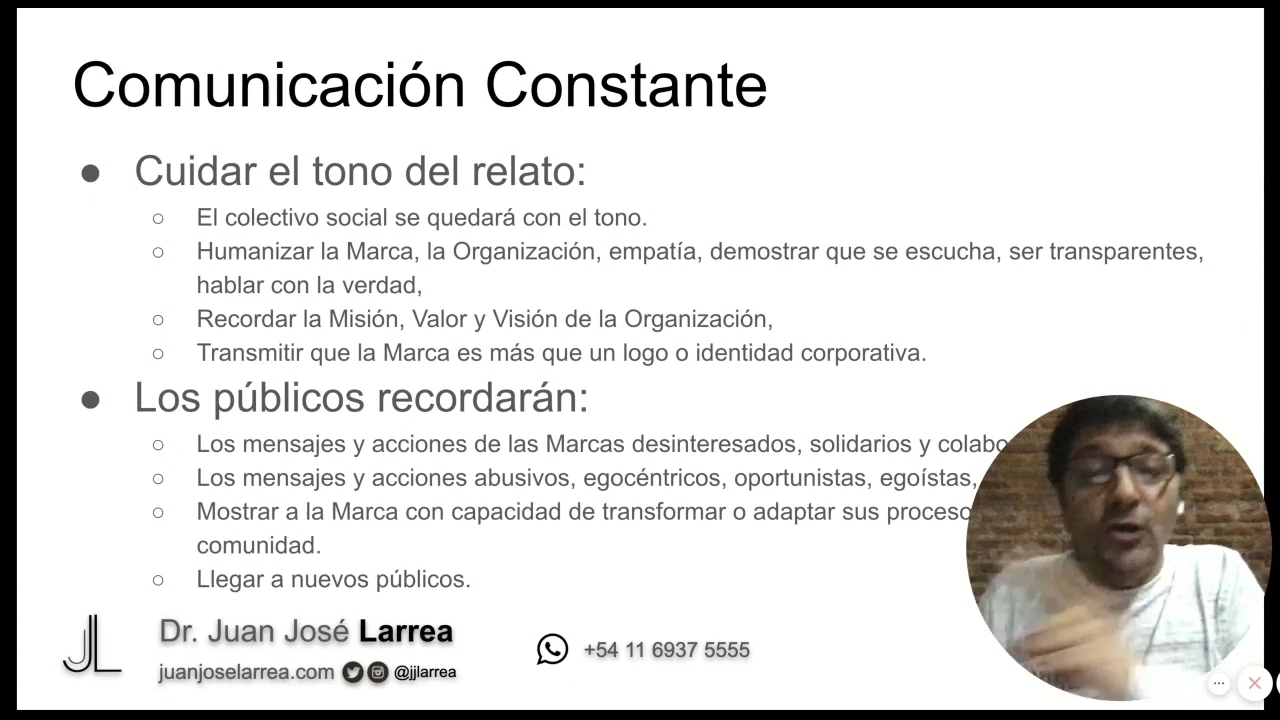 Comunicación Constante
● Cuidar el tono del relato:
○ El colectivo social se quedará con el tono.
○ Humanizar la Marca, la Organización, empatía, demostrar que se escucha, ser transparentes,
hablar con la verdad,
○ Recordar la Misión, Valor y Visión de la Organización,
○ Transmitir que la Marca es más que un logo o identidad corporativa.
● Los públicos recordarán:
○ Los mensajes y acciones de las Marcas desinteresados, solidarios y
○ Los mensajes y acciones abusivos, egocéntricos, oportunistas, egoístas,
○ Mostrar a la Marca con capacidad de transformar o adaptar sus
comunidad.
○ Llegar a nuevos públicos.
JL
Dr. Juan José Larrea
juanjoselarrea.com @jjlarrea
+54 11 6937 5555